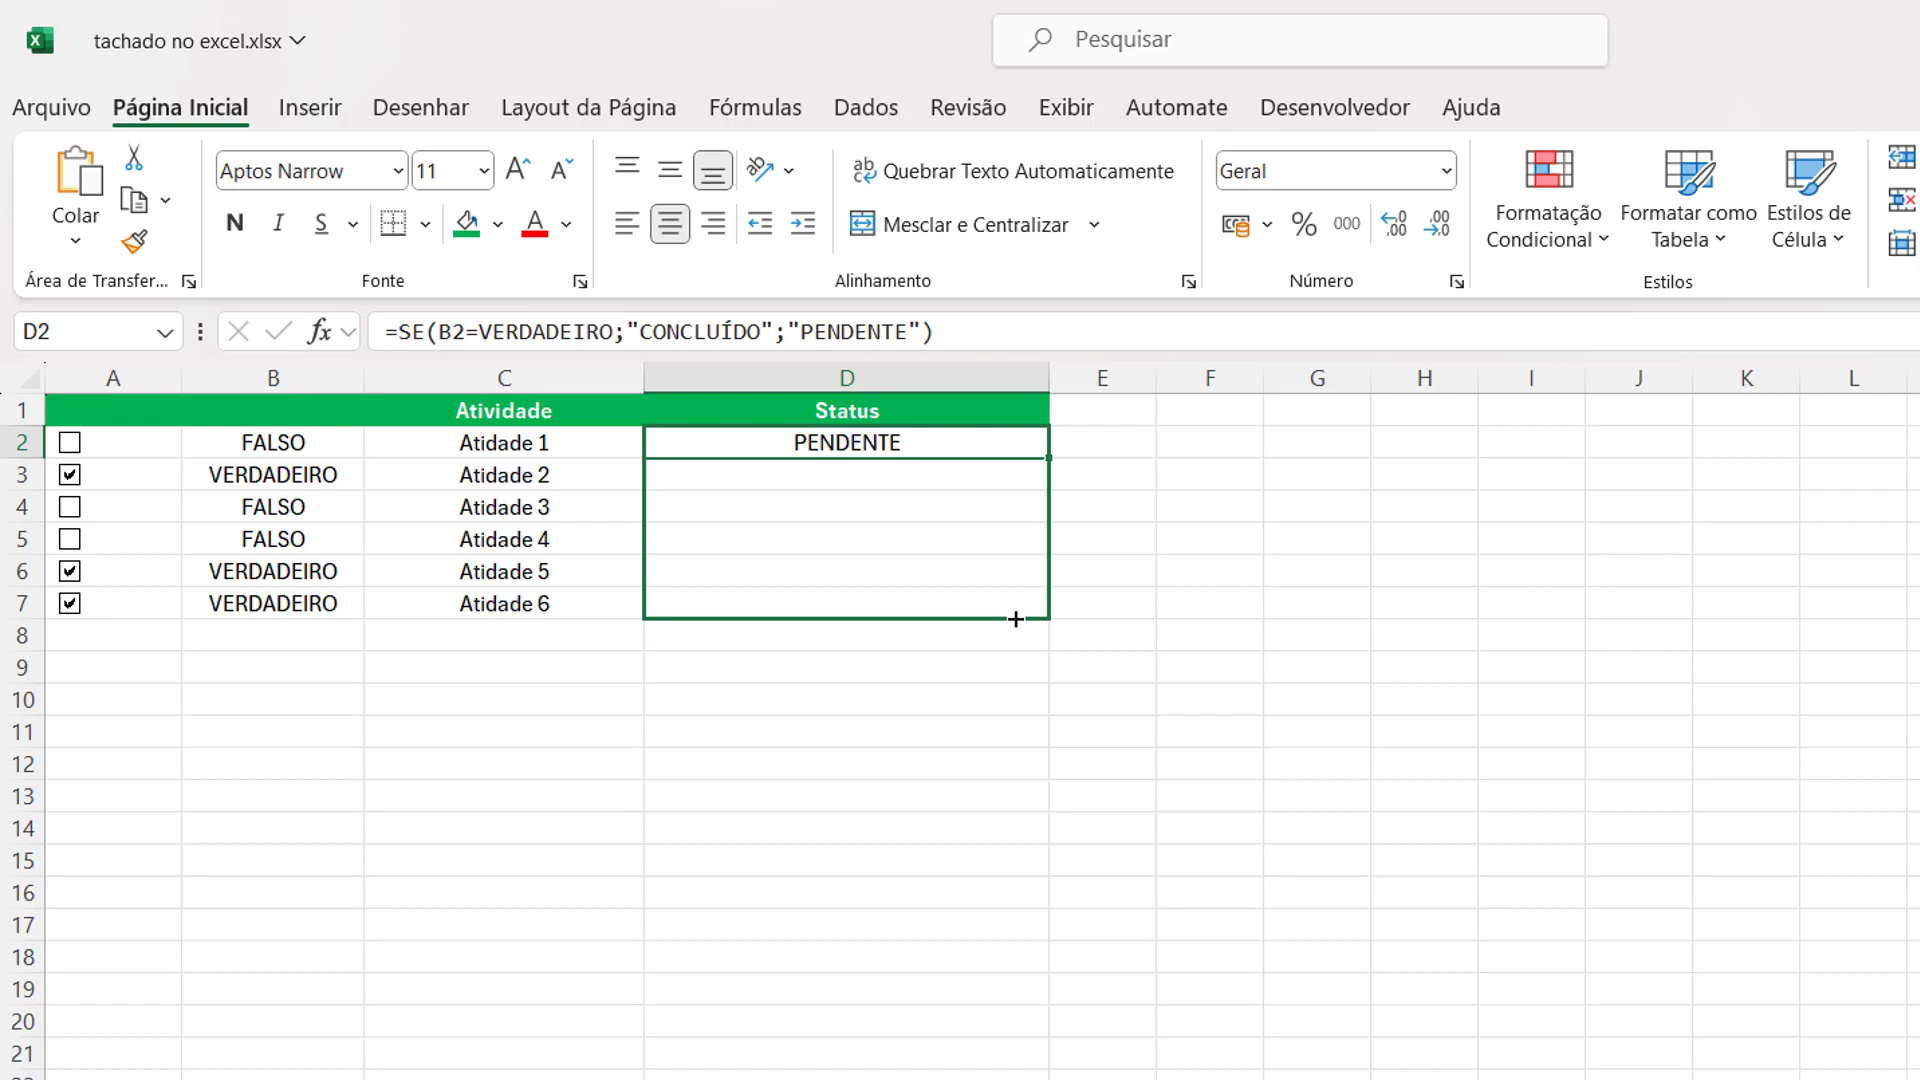 tachado no excel.xlsx
Pesquisar
Arquivo Página Inicial Inserir Desenhar Layout da Página Fórmulas Dados Revisão Exibir Automate Desenvolvedor Ajuda
Colar
Área de Transfer...
Aptos Narrow 11
N I S
Fonte
Quebrar Texto Automaticamente
Mesclar e Centralizar
Alinhamento
Geral
% 000
Número
Formatação Condicional
Formatar como Tabela
Estilos de Célula
Estilos
D2 fx =SE(B2=VERDADEIRO;"CONCLUÍDO";"PENDENTE")
A B C D E F G H I J K L
1 Atividade Status
2 FALSO Atidade 1 PENDENTE
3 VERDADEIRO Atidade 2
4 FALSO Atidade 3
5 FALSO Atidade 4
6 VERDADEIRO Atidade 5
7 VERDADEIRO Atidade 6
8
9
10
11
12
13
14
15
16
17
18
19
20
21